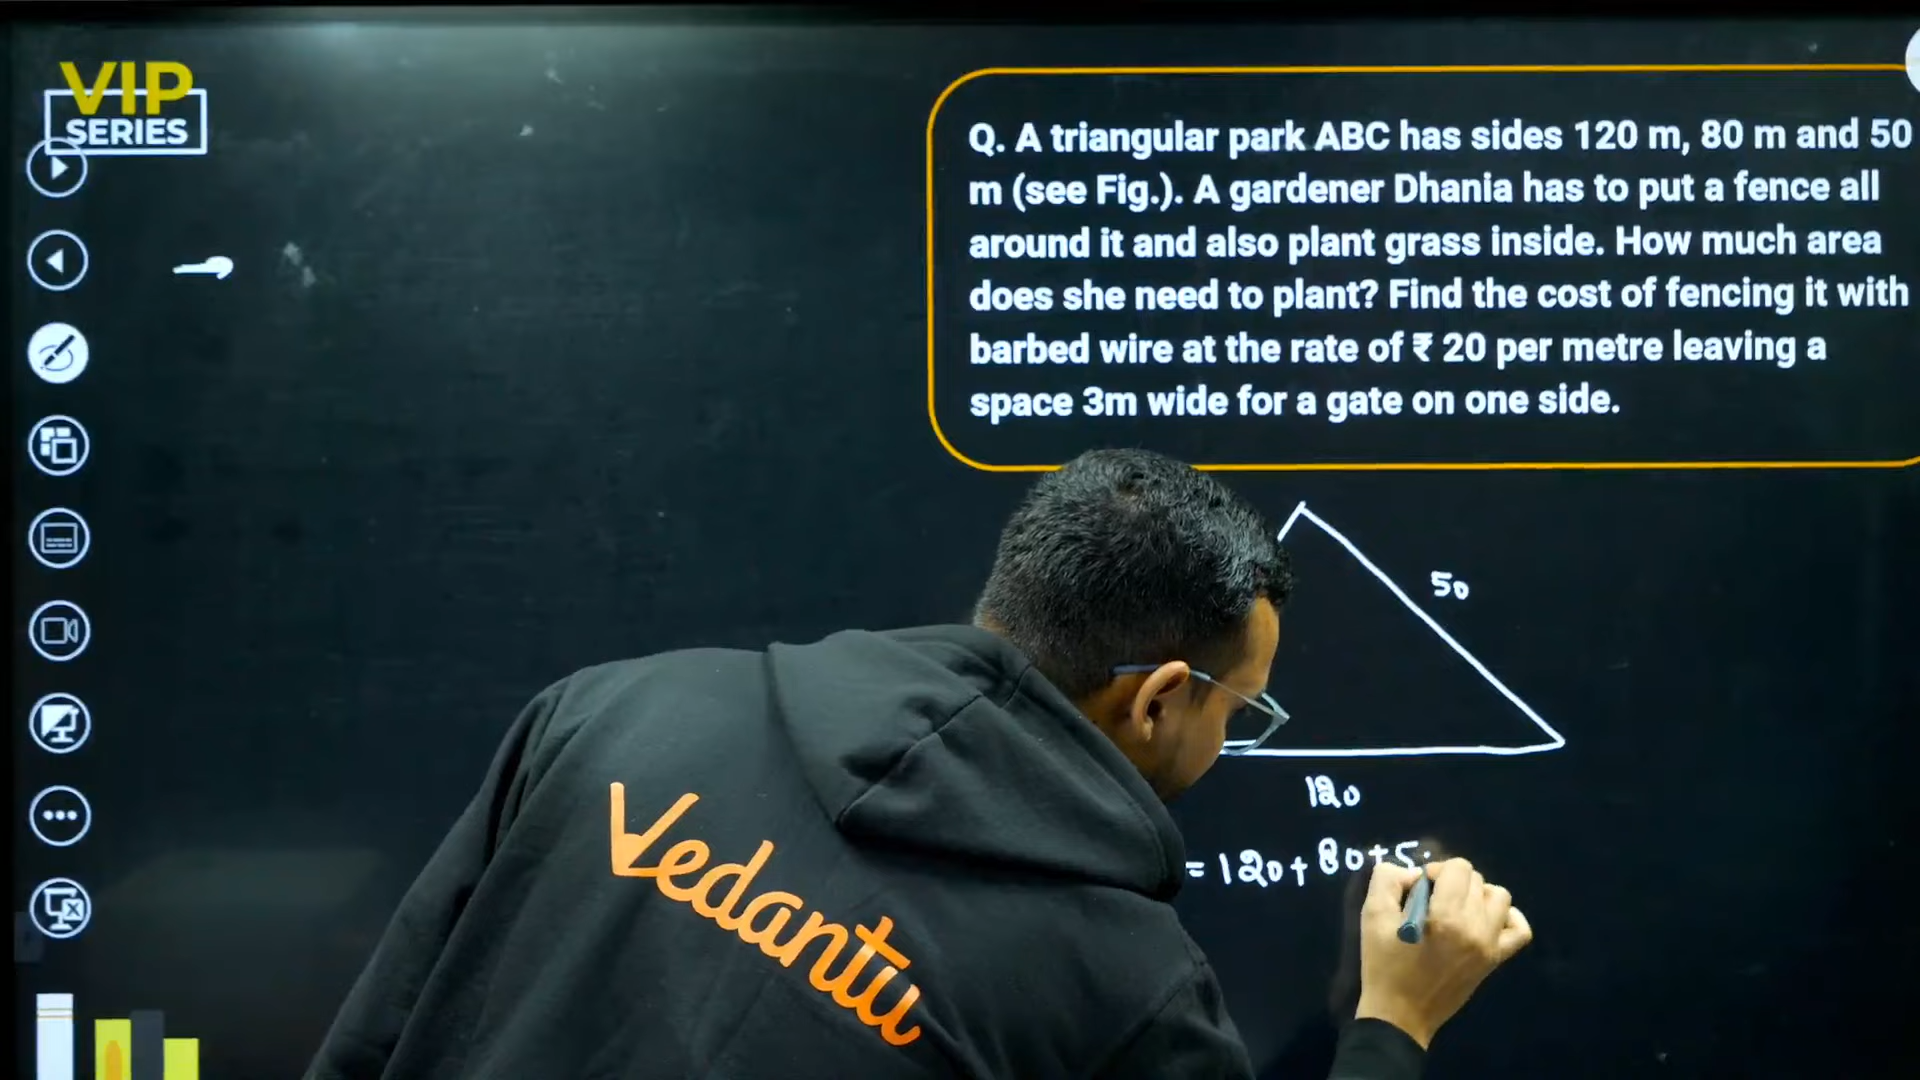 VIP
SERIES
Q. A triangular park ABC has sides 120 m, 80 m and 50
m (see Fig.). A gardener Dhania has to put a fence all
around it and also plant grass inside. How much area
does she need to plant? Find the cost of fencing it with
barbed wire at the rate of ₹ 20 per metre leaving a
space 3m wide for a gate on one side.
50
120
= 120 + 80 + 5
Vedantu